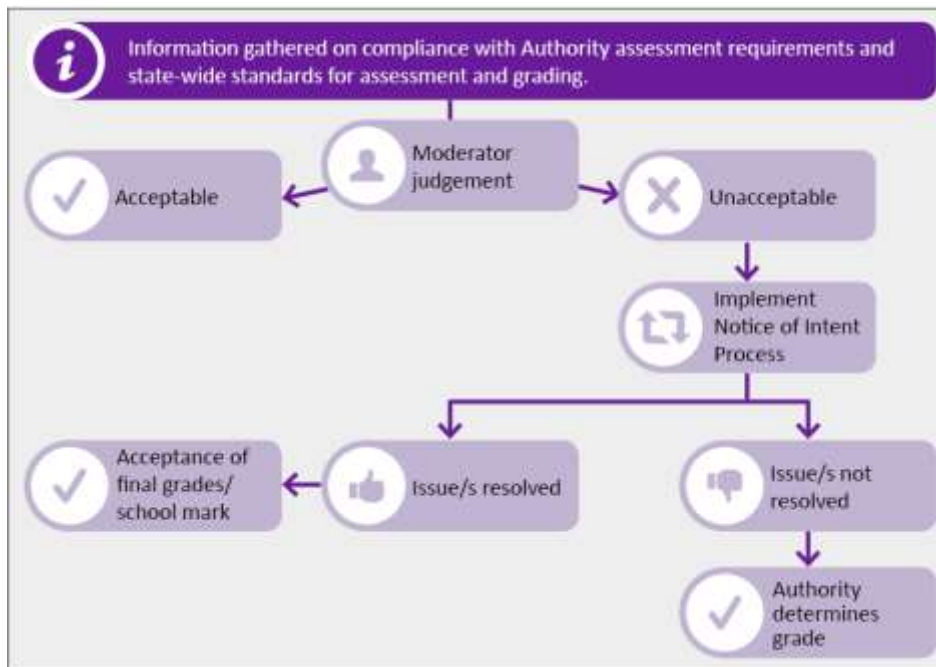 Information gathered on compliance with Authority assessment requirements and
state-wide standards for assessment and grading.
Moderator
judgement
Acceptable
Unacceptable
Implement
Notice of Intent
Process
Acceptance of
final grades/
school mark
Issue/s resolved
Issue/s not
resolved
Authority
determines
grade